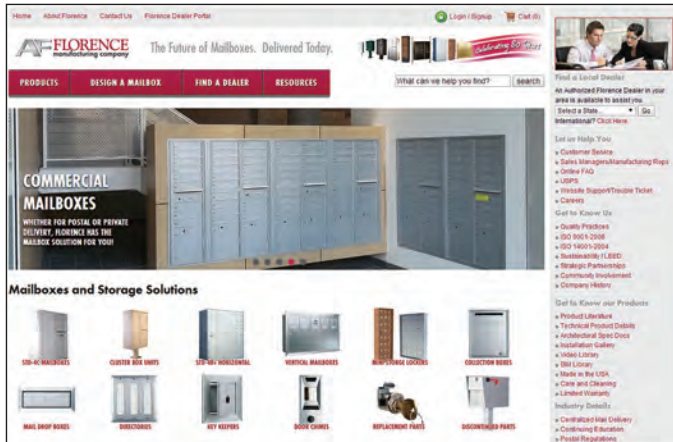 Home About Florence Contact Us Florence Dealer Portal
Login / Signup Cart (0)
AF FLORENCE
manufacturing company
The Future of Mailboxes. Delivered Today.
PRODUCTS DESIGN A MAILBOX FIND A DEALER RESOURCES
What can we help you find? search
COMMERCIAL
MAILBOXES
WHETHER FOR POSTAL OR PRIVATE
DELIVERY, FLORENCE HAS THE
MAILBOX SOLUTION FOR YOU!
Mailboxes and Storage Solutions
STD-4C MAILBOXES CLUSTER BOX UNITS STD-4B+ HORIZONTAL VERTICAL MAILBOXES MINI STORAGE LOCKERS COLLECTION BOXES
MAIL DROP BOXES DIRECTORIES KEY KEEPERS DOOR CHIMES REPLACEMENT PARTS DISCONTINUED PARTS
Find a Local Dealer
An Authorized Florence Dealer in your
area is available to assist you.
Select a State... Go
International? Click Here
Let us Help You
Customer Service
Sales Managers/Manufacturing Reps
Online FAQ
USPS
Website Support/Trouble Ticket
Careers
Get to Know Us
Quality Practices
ISO 9001-2008
ISO 14001-2004
Sustainability / LEED
Strategic Partnerships
Community Involvement
Company History
Get to Know our Products
Product Literature
Technical Product Details
Architectural Spec Docs
Installation Gallery
Video Library
BIM Library
Made in the USA
Care and Cleaning
Limited Warranty
Industry Details
Centralized Mail Delivery
Continuing Education
Postal Regulations